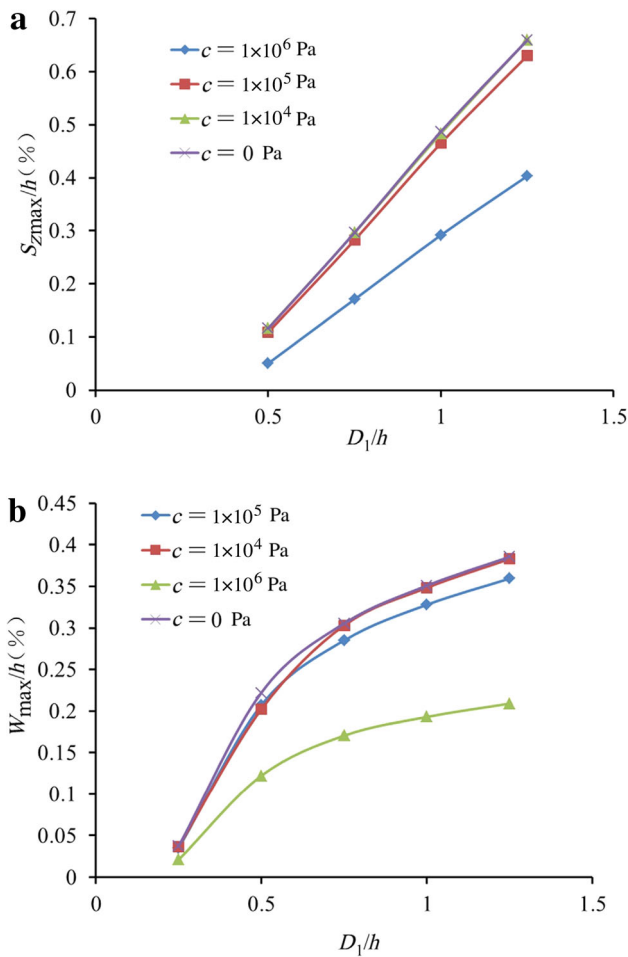 a
0.7
0.6
0.5
0.4
0.3
0.2
0.1
0
S_Zmax/h(%)
c = 1×10⁶ Pa
c = 1×10⁵ Pa
c = 1×10⁴ Pa
c = 0 Pa
0 0.5 1 1.5
D₁/h
b
0.45
0.4
0.35
0.3
0.25
0.2
0.15
0.1
0.05
0
W_max/h(%)
c = 1×10⁵ Pa
c = 1×10⁴ Pa
c = 1×10⁶ Pa
c = 0 Pa
0 0.5 1 1.5
D₁/h